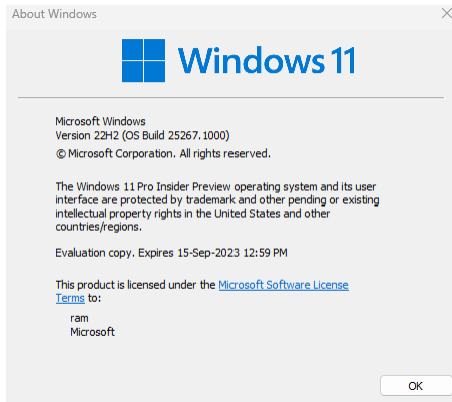 About Windows
Windows 11
Microsoft Windows
Version 22H2 (OS Build 25267.1000)
© Microsoft Corporation. All rights reserved.
The Windows 11 Pro Insider Preview operating system and its user
interface are protected by trademark and other pending or existing
intellectual property rights in the United States and other
countries/regions.
Evaluation copy. Expires 15-Sep-2023 12:59 PM
This product is licensed under the Microsoft Software License
Terms to:
ram
Microsoft
OK